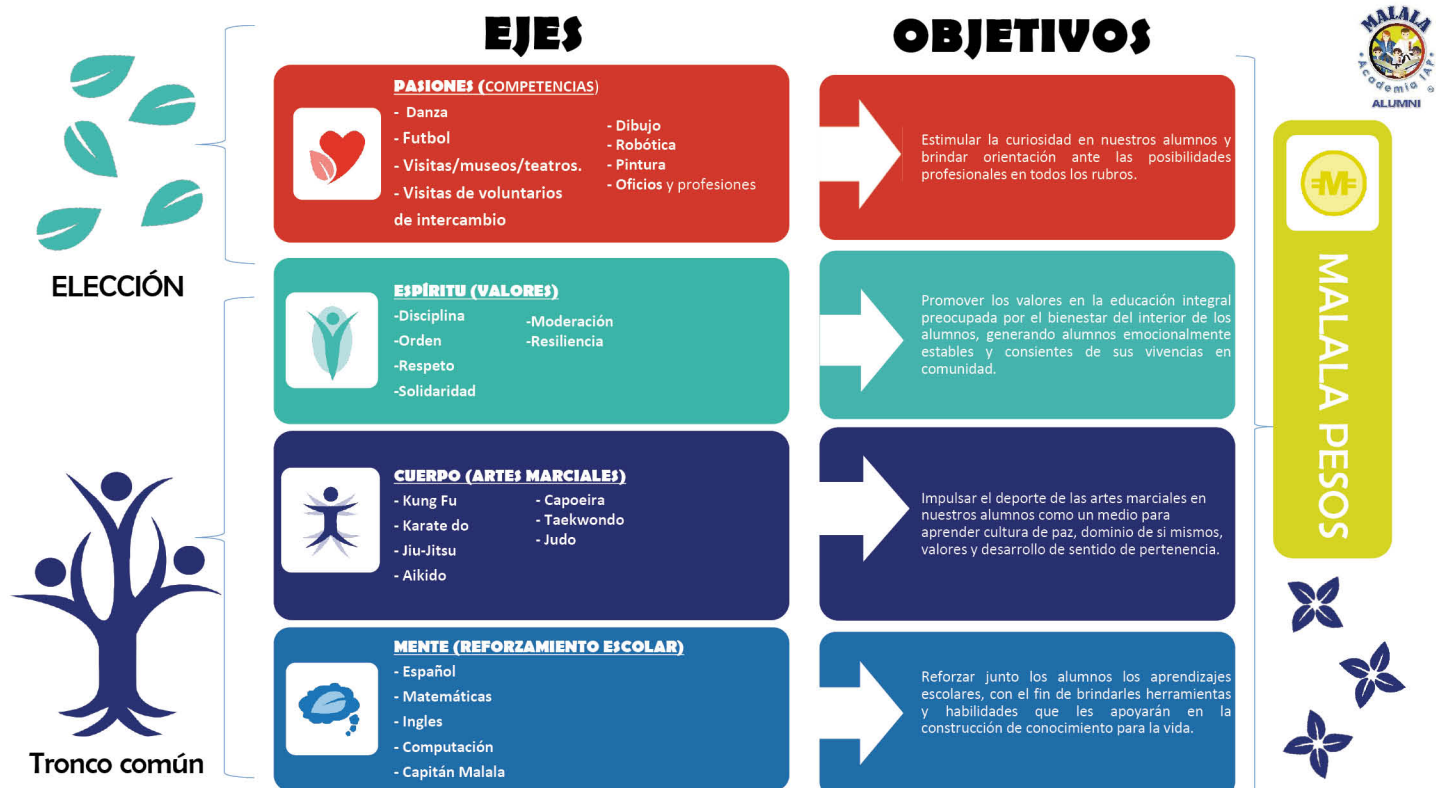 EJES
OBJETIVOS
MALALA
Academia IAP
®
ALUMNI
ELECCIÓN
PASIONES (COMPETENCIAS)
- Danza
- Futbol
- Visitas/museos/teatros.
- Visitas de voluntarios
de intercambio
- Dibujo
- Robótica
- Pintura
- Oficios y profesiones
Estimular la curiosidad en nuestros alumnos y
brindar orientación ante las posibilidades
profesionales en todos los rubros.
ESPÍRITU (VALORES)
-Disciplina
-Orden
-Respeto
-Solidaridad
-Moderación
-Resiliencia
Promover los valores en la educación integral
preocupada por el bienestar del interior de los
alumnos, generando alumnos emocionalmente
estables y consientes de sus vivencias en
comunidad.
Tronco común
CUERPO (ARTES MARCIALES)
- Kung Fu
- Karate do
- Jiu-Jitsu
- Aikido
- Capoeira
- Taekwondo
- Judo
Impulsar el deporte de las artes marciales en
nuestros alumnos como un medio para
aprender cultura de paz, dominio de si mismos,
valores y desarrollo de sentido de pertenencia.
MENTE (REFORZAMIENTO ESCOLAR)
- Español
- Matemáticas
- Ingles
- Computación
- Capitán Malala
Reforzar junto los alumnos los aprendizajes
escolares, con el fin de brindarles herramientas
y habilidades que les apoyarán en la
construcción de conocimiento para la vida.
M
MALALA PESOS